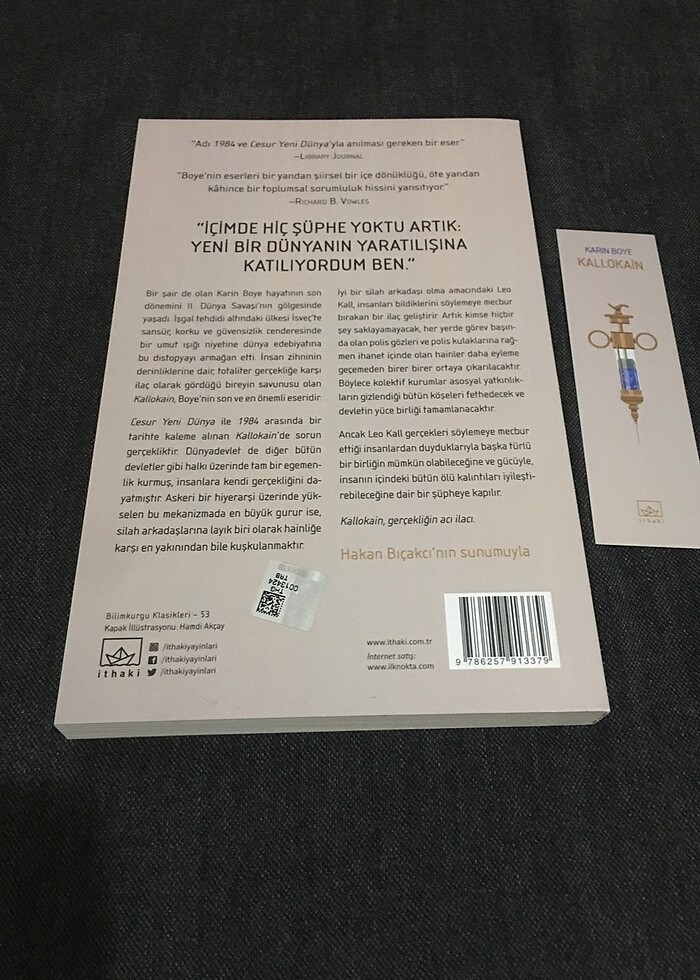 "Adı 1984 ve Cesur Yeni Dünya'yla anılması gereken bir eser."
–Library Journal
"Boye'nin eserleri bir yandan şiirsel bir içe dönüklüğü, öte yandan
kâhince bir toplumsal sorumluluk hissini yansıtıyor."
–Richard B. Vowles
"İÇİMDE HİÇ ŞÜPHE YOKTU ARTIK:
YENİ BİR DÜNYANIN YARATILIŞINA
KATILIYORDUM BEN."
Bir şair de olan Karin Boye hayatının son
dönemini II. Dünya Savaşı'nın gölgesinde
yaşadı. İşgal tehdidi altındaki ülkesi İsveç'te
sansür, korku ve güvensizlik cenderesinde
bir umut ışığı niyetine dünya edebiyatına
bu distopyayı armağan etti. İnsan zihninin
derinliklerine dair, totaliter gerçekliğe karşı
ilaç olarak gördüğü bireyin savunusu olan
Kallokain, Boye'nin son ve en önemli eseridir.
Cesur Yeni Dünya ile 1984 arasında bir
tarihte kaleme alınan Kallokain'de sorun
gerçekliktir. Dünyadevlet de diğer bütün
devletler gibi halkı üzerinde tam bir egemen-
lik kurmuş, insanlara kendi gerçekliğini da-
yatmıştır. Askeri bir hiyerarşi üzerinde yük-
selen bu mekanizmada en büyük gurur ise,
silah arkadaşlarına layık biri olarak hainliğe
karşı en yakınından bile kuşkulanmaktır.
İyi bir silah arkadaşı olma amacındaki Leo
Kall, insanları bildiklerini söylemeye mecbur
bırakan bir ilaç geliştirir. Artık kimse hiçbir
şey saklayamayacak, her yerde görev başın-
da olan polis gözleri ve polis kulaklarına rağ-
men ihanet içinde olan hainler daha eyleme
geçemeden birer birer ortaya çıkarılacaktır.
Böylece kolektif kurumlar asosyal yatkınlık-
ların gizlendiği bütün köşeleri fethedecek ve
devletin yüce birliği tamamlanacaktır.
Ancak Leo Kall gerçekleri söylemeye mecbur
ettiği insanlardan duyduklarıyla başka türlü
bir birliğin mümkün olabileceğine ve gücüyle,
insanın içindeki bütün ölü kalıntıları iyileşti-
rebileceğine dair bir şüpheye kapılır.
Kallokain, gerçekliğin acı ilacı.
Hakan Bıçakcı'nın sunumuyla
Bilimkurgu Klasikleri – 53
Kapak İllüstrasyonu: Hamdi Akçay
ithaki
/ithakiyayinlari
/ithakiyayinlari
/ithakiyayinlari
THG
0013424
TRB
www.ithaki.com.tr
İnternet satış:
www.ilknokta.com
9 786257 913379
KARIN BOYE
KALLOKAİN
ithaki